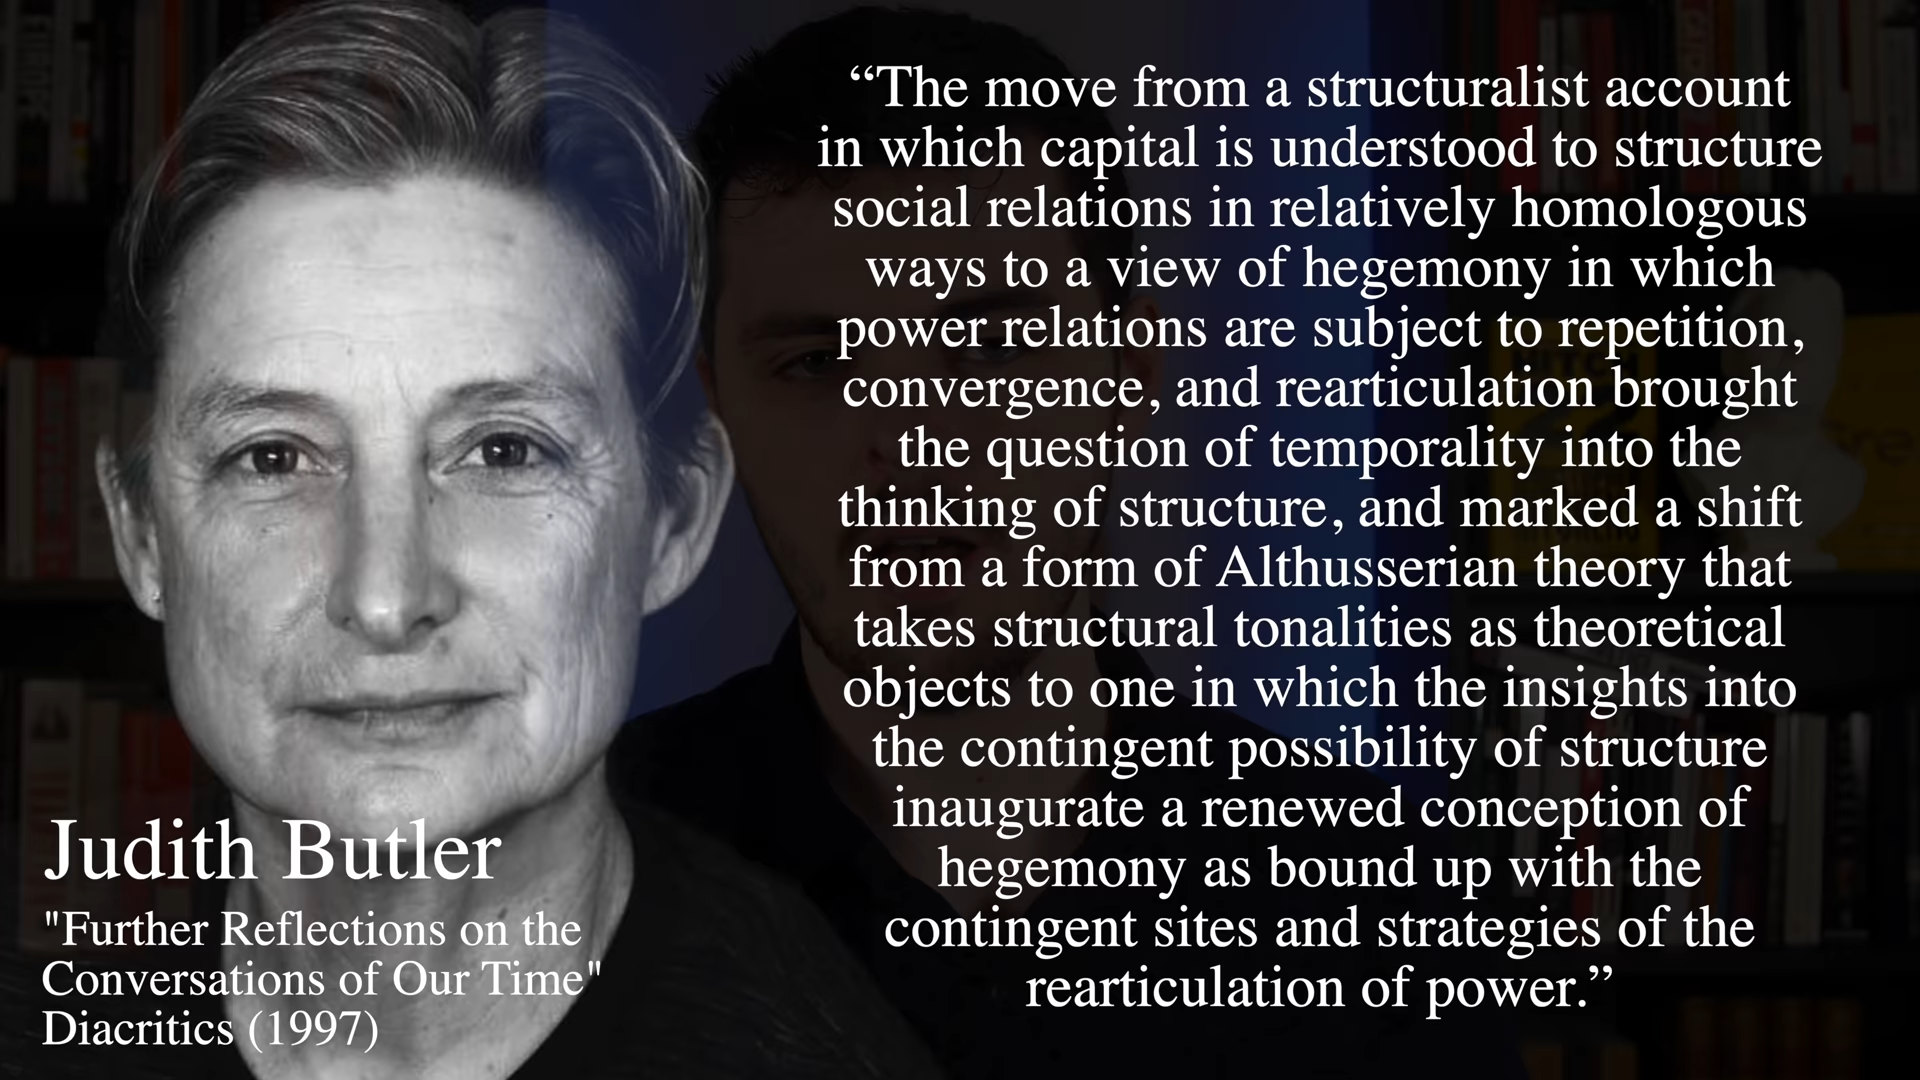 “The move from a structuralist account
in which capital is understood to structure
social relations in relatively homologous
ways to a view of hegemony in which
power relations are subject to repetition,
convergence, and rearticulation brought
the question of temporality into the
thinking of structure, and marked a shift
from a form of Althusserian theory that
takes structural tonalities as theoretical
objects to one in which the insights into
the contingent possibility of structure
inaugurate a renewed conception of
hegemony as bound up with the
contingent sites and strategies of the
rearticulation of power.”
Judith Butler
"Further Reflections on the
Conversations of Our Time"
Diacritics (1997)